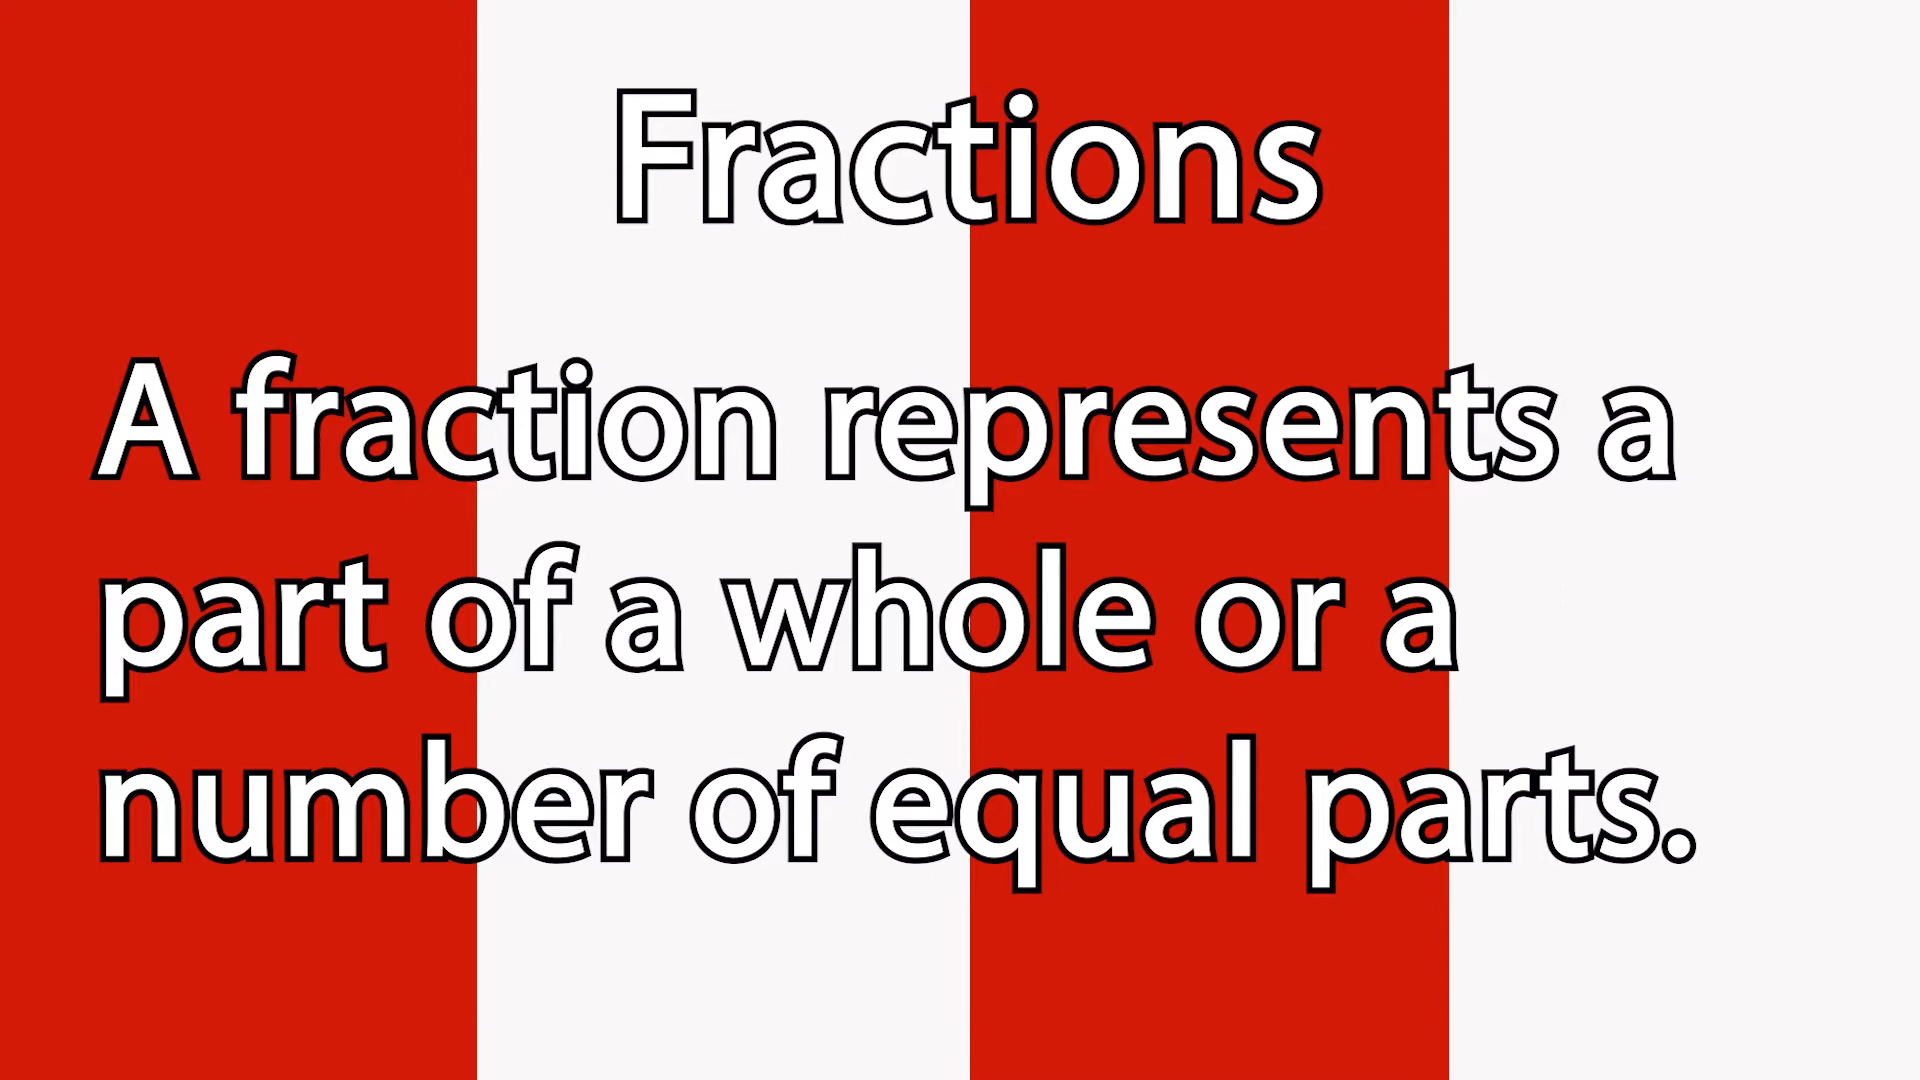 Fractions
A fraction represents a
part of a whole or a
number of equal parts.